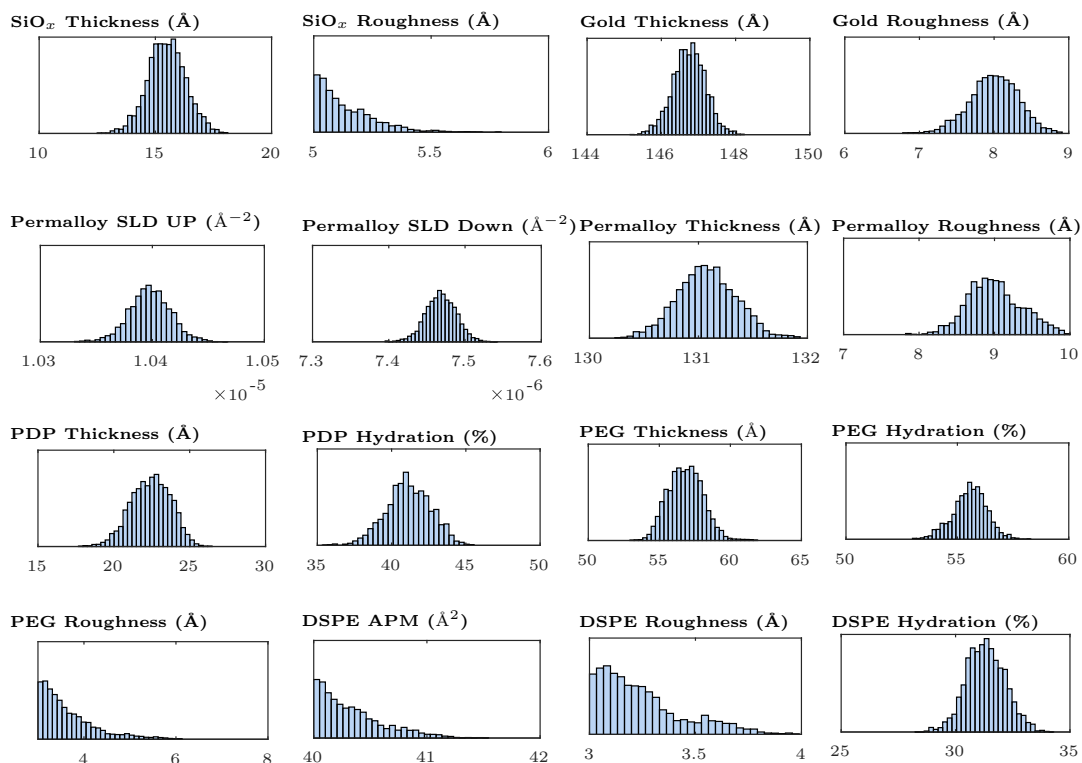 SiOₓ Thickness (Å) SiOₓ Roughness (Å) Gold Thickness (Å) Gold Roughness (Å)
10 15 20 5 5.5 6 144 146 148 150 6 7 8 9
Permalloy SLD UP (Å⁻²) Permalloy SLD Down (Å⁻²) Permalloy Thickness (Å) Permalloy Roughness (Å)
1.03 1.04 1.05 7.3 7.4 7.5 7.6 130 131 132 7 8 9 10
×10⁻⁵ ×10⁻⁶
PDP Thickness (Å) PDP Hydration (%) PEG Thickness (Å) PEG Hydration (%)
15 20 25 30 35 40 45 50 50 55 60 65 50 55 60
PEG Roughness (Å) DSPE APM (Å²) DSPE Roughness (Å) DSPE Hydration (%)
4 6 8 40 41 42 3 3.5 4 25 30 35